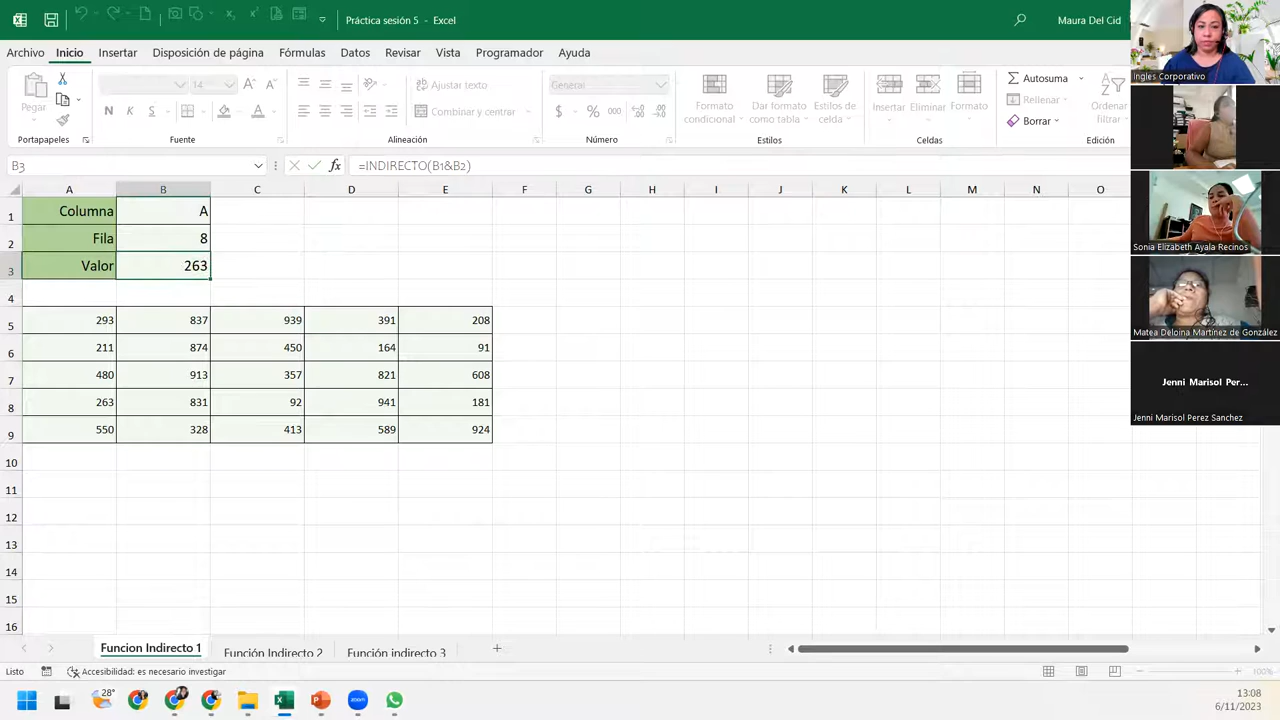 Práctica sesión 5 - Excel
Maura Del Cid
Archivo Inicio Insertar Disposición de página Fórmulas Datos Revisar Vista Programador Ayuda
Pegar
Portapapeles
14
N K S
Fuente
Ajustar
Combinar y centrar
Alineación
General
$ % 000
Número
Formato condicional
Dar formato como tabla
Estilos de celda
Estilos
Insertar
Eliminar
Formato
Celdas
Autosuma
Rellenar
Borrar
Ordenar
filtrar
Edición
B3 =INDIRECTO(B1&B2)
A B C D E F G H I J K L M N O
1 Columna A
2 Fila 8
3 Valor 263
4
5 293 837 939 391 208
6 211 874 450 164 91
7 480 913 357 821 608
8 263 831 92 941 181
9 550 328 413 589 924
10
11
12
13
14
15
16
Funcion Indirecto 1 Función Indirecto 2 Función indirecto 3
Listo Accesibilidad: es necesario investigar 100%
28°
zoom
13:08
6/11/2023
Ingles Corporativo
Sonia Elizabeth Ayala Recinos
Matea Deloina Martínez de González
Jenni Marisol Per...
Jenni Marisol Perez Sanchez